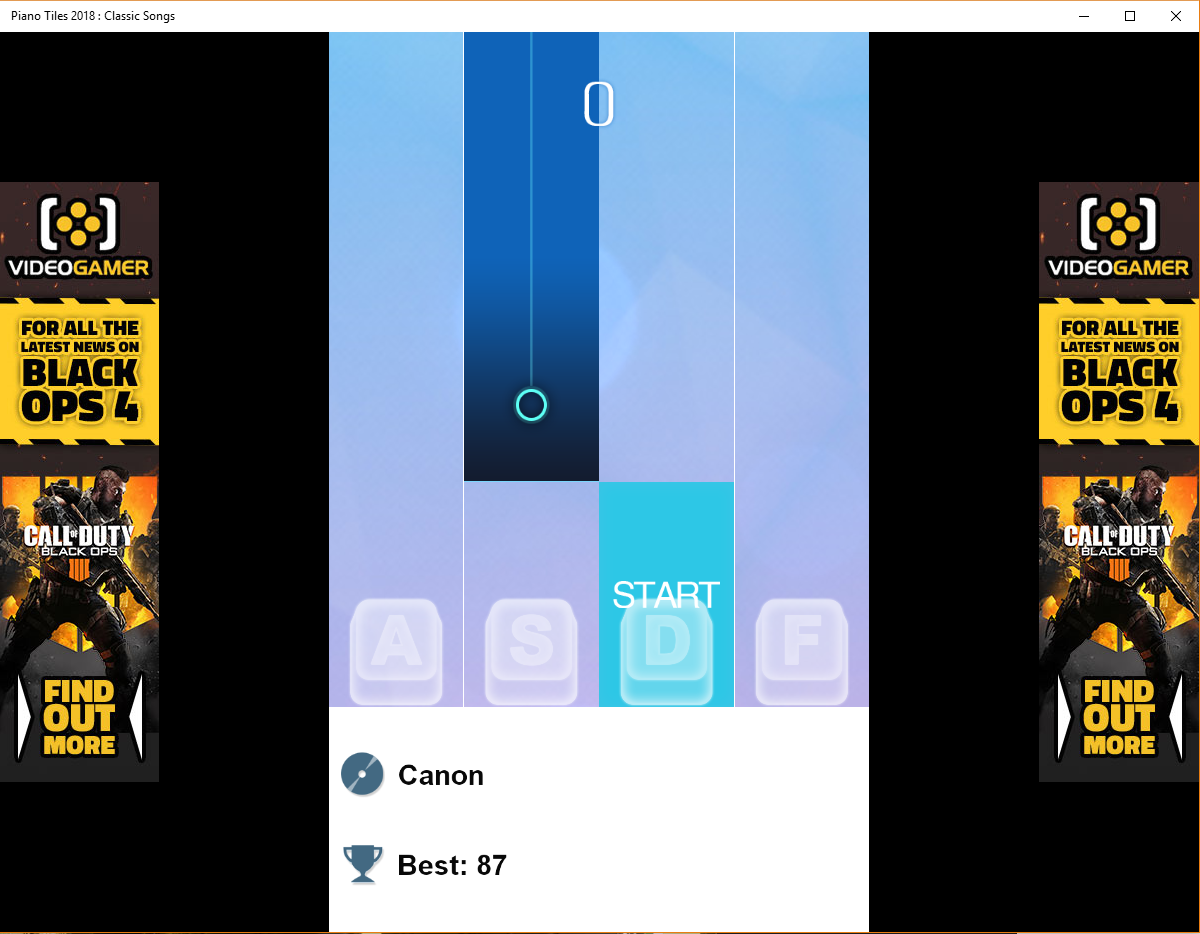 Piano Tiles 2018 : Classic Songs
0
VIDEOGAMER
FOR ALL THE
LATEST NEWS ON
BLACK
OPS 4
CALL OF DUTY
BLACK OPS
IIII
FIND
OUT
MORE
START
A S D F
Canon
Best: 87
VIDEOGAMER
FOR ALL THE
LATEST NEWS ON
BLACK
OPS 4
CALL OF DUTY
BLACK OPS
IIII
FIND
OUT
MORE